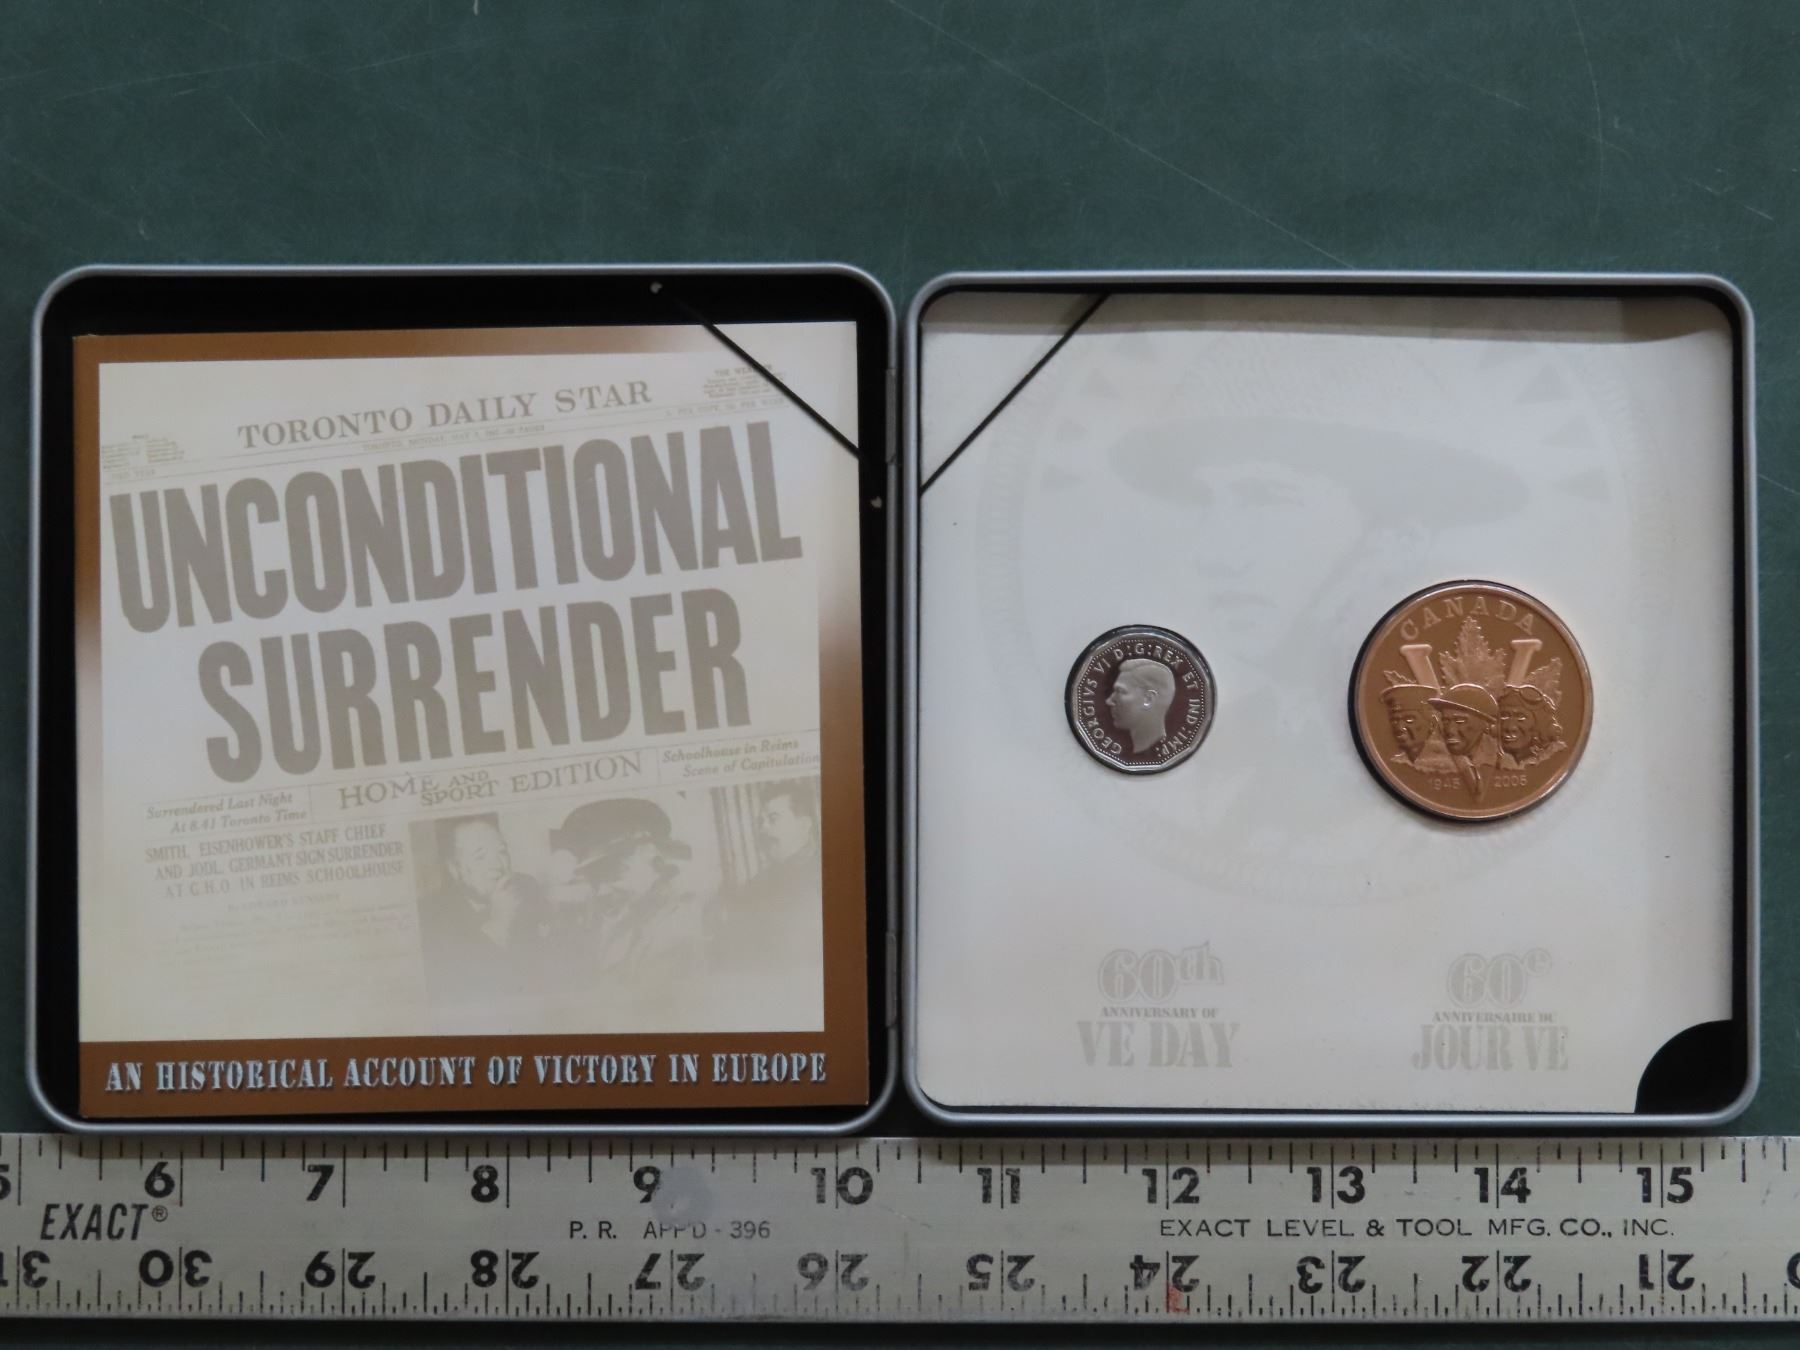 TORONTO DAILY STAR
UNCONDITIONAL
SURRENDER
HOME AND SPORT EDITION
Surrendered Last Night
At 8.41 Toronto Time
Schoolhouse in Reims
Scene of Capitulation
SMITH, EISENHOWER'S STAFF CHIEF
AND JODL, GERMANY SIGN SURRENDER
AT G.H.Q. IN REIMS SCHOOLHOUSE
AN HISTORICAL ACCOUNT OF VICTORY IN EUROPE
GEORGIVS VI D:G:REX ET IND:IMP:
CANADA
V
1945 2005
60th
ANNIVERSARY OF
VE DAY
60e
ANNIVERSAIRE DU
JOUR VE
5 6 7 8 9 10 11 12 13 14 15
EXACT®
P. R. APP'D - 396
EXACT LEVEL & TOOL MFG. CO., INC.
31 30 29 28 27 26 25 24 23 22 21